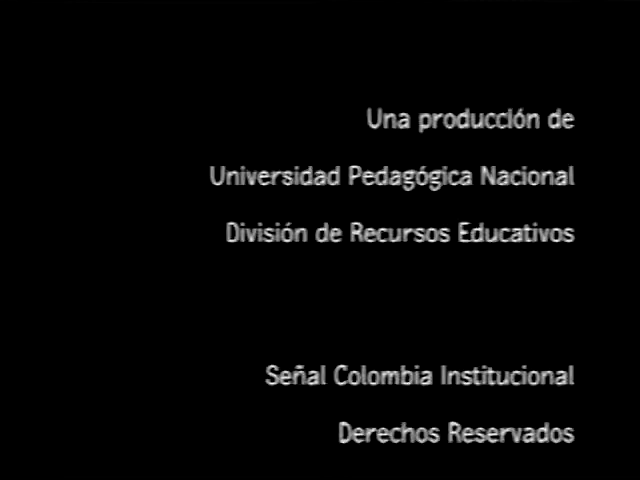 Una producción de
Universidad Pedagógica Nacional
División de Recursos Educativos
Señal Colombia Institucional
Derechos Reservados